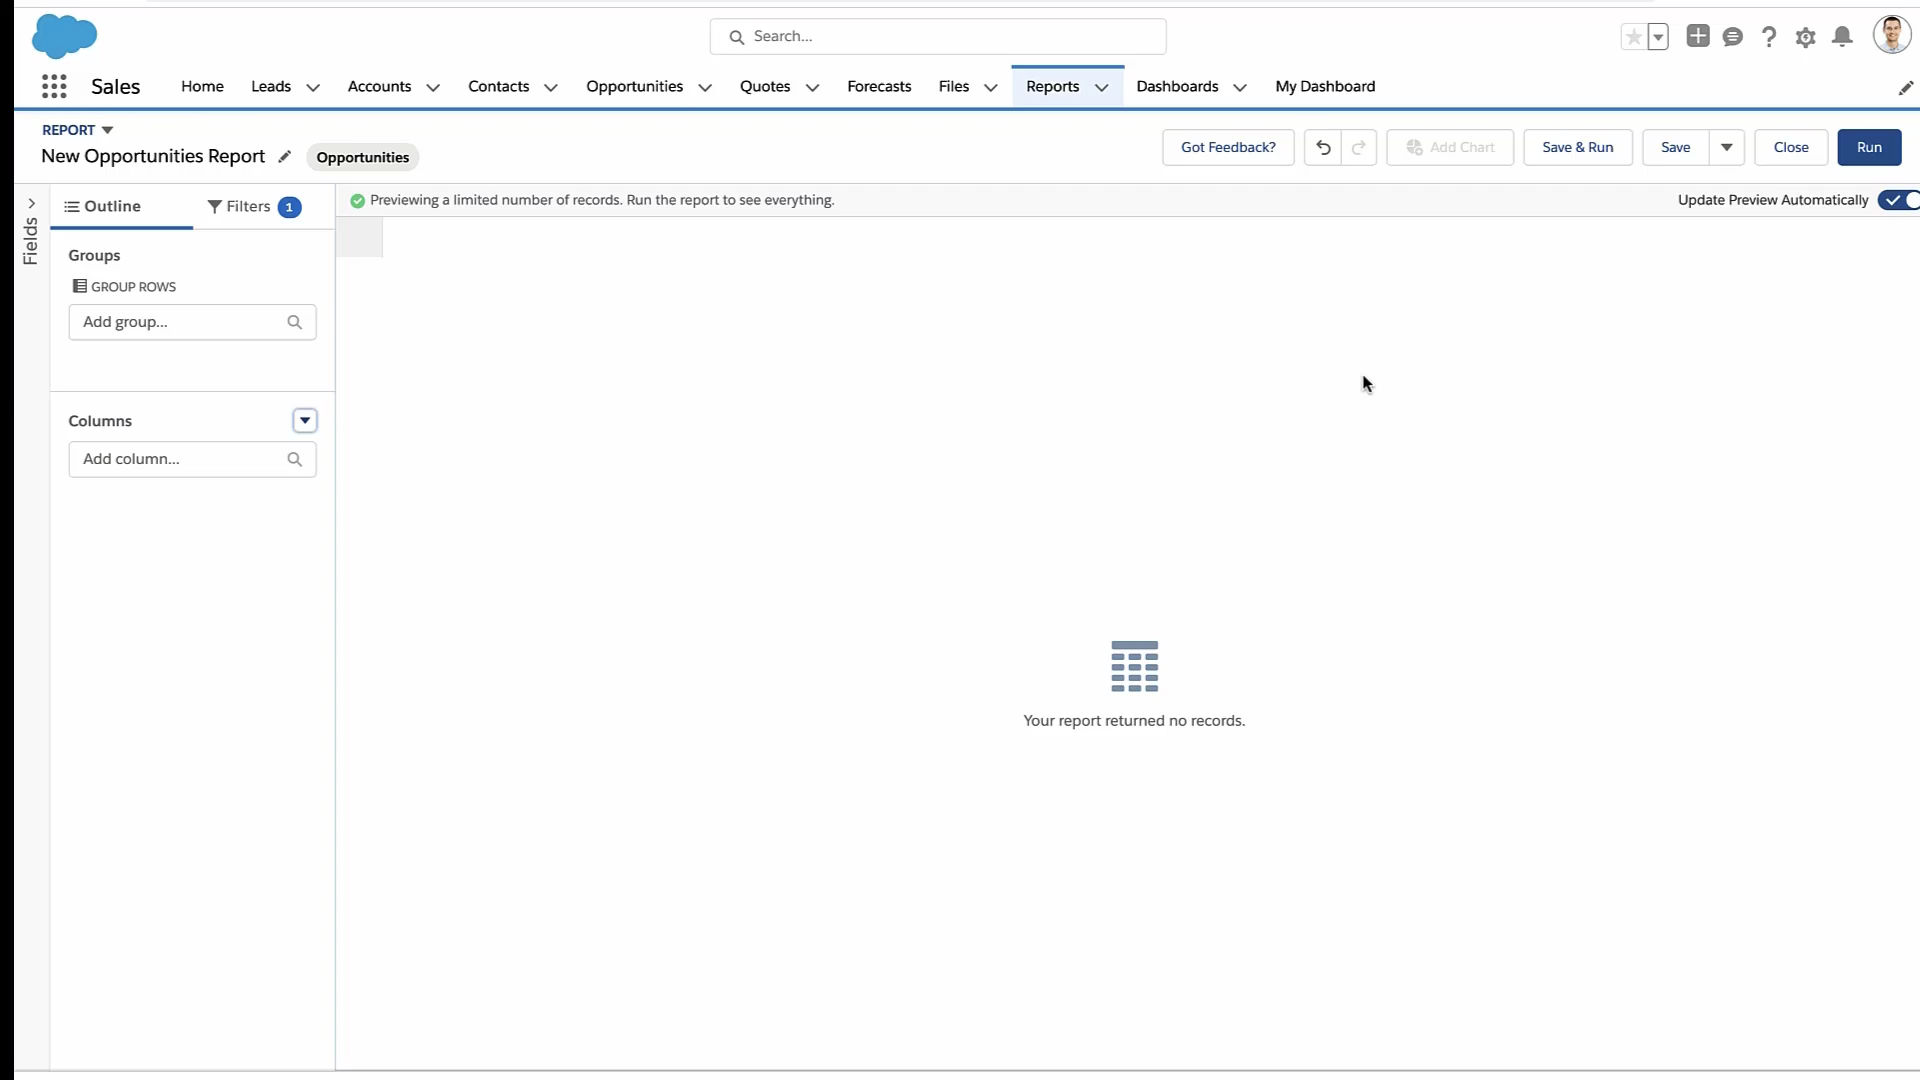 Search...
Sales
Home
Leads
Accounts
Contacts
Opportunities
Quotes
Forecasts
Files
Reports
Dashboards
My Dashboard
REPORT
New Opportunities Report
Opportunities
Got Feedback?
Add Chart
Save & Run
Save
Close
Run
Fields
Outline
Filters 1
Previewing a limited number of records. Run the report to see everything.
Update Preview Automatically
Groups
GROUP ROWS
Add group...
Columns
Add column...
Your report returned no records.